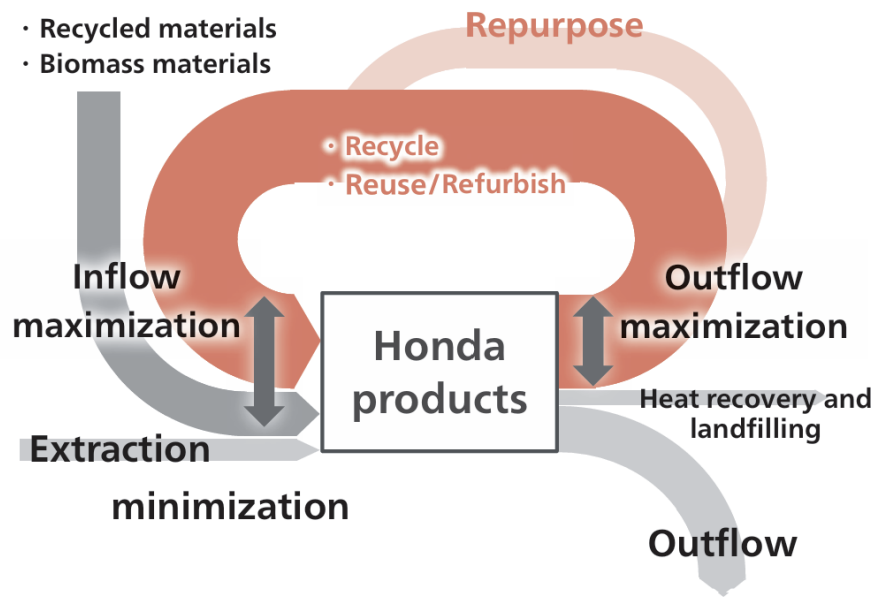 · Recycled materials
· Biomass materials
Repurpose
· Recycle
· Reuse/Refurbish
Inflow
maximization
Outflow
maximization
Honda
products
Heat recovery and
landfilling
Extraction
minimization
Outflow